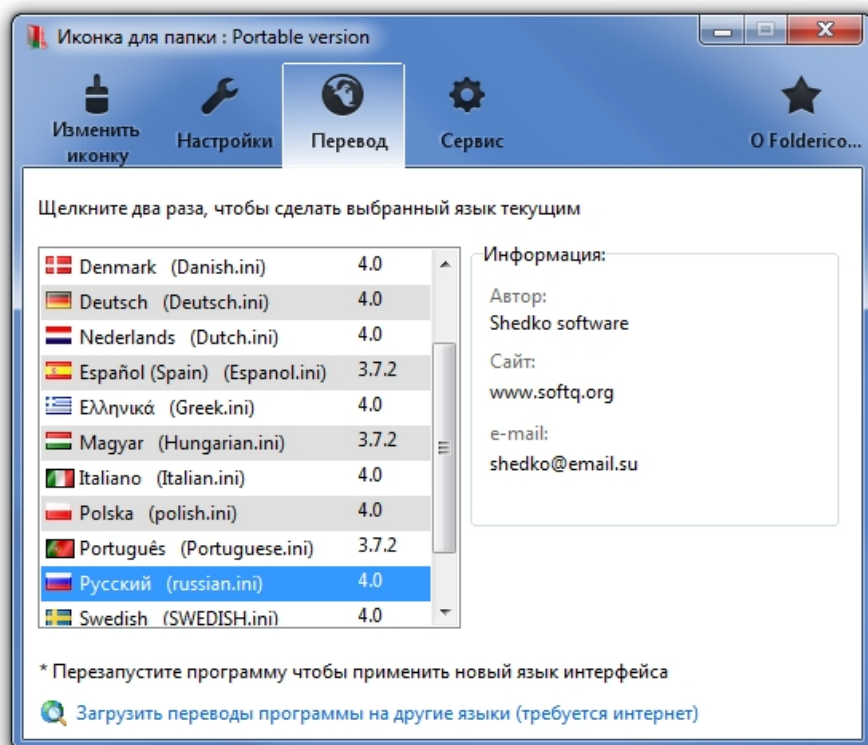 Иконка для папки : Portable version
Изменить
иконку
Настройки
Перевод
Сервис
О Folderico...
Щелкните два раза, чтобы сделать выбранный язык текущим
Denmark (Danish.ini) 4.0
Deutsch (Deutsch.ini) 4.0
Nederlands (Dutch.ini) 4.0
Español (Spain) (Espanol.ini) 3.7.2
Ελληνικά (Greek.ini) 4.0
Magyar (Hungarian.ini) 3.7.2
Italiano (Italian.ini) 4.0
Polska (polish.ini) 4.0
Português (Portuguese.ini) 3.7.2
Русский (russian.ini) 4.0
Swedish (SWEDISH.ini) 4.0
Информация:
Автор:
Shedko software
Сайт:
www.softq.org
e-mail:
shedko@email.su
* Перезапустите программу чтобы применить новый язык интерфейса
Загрузить переводы программы на другие языки (требуется интернет)